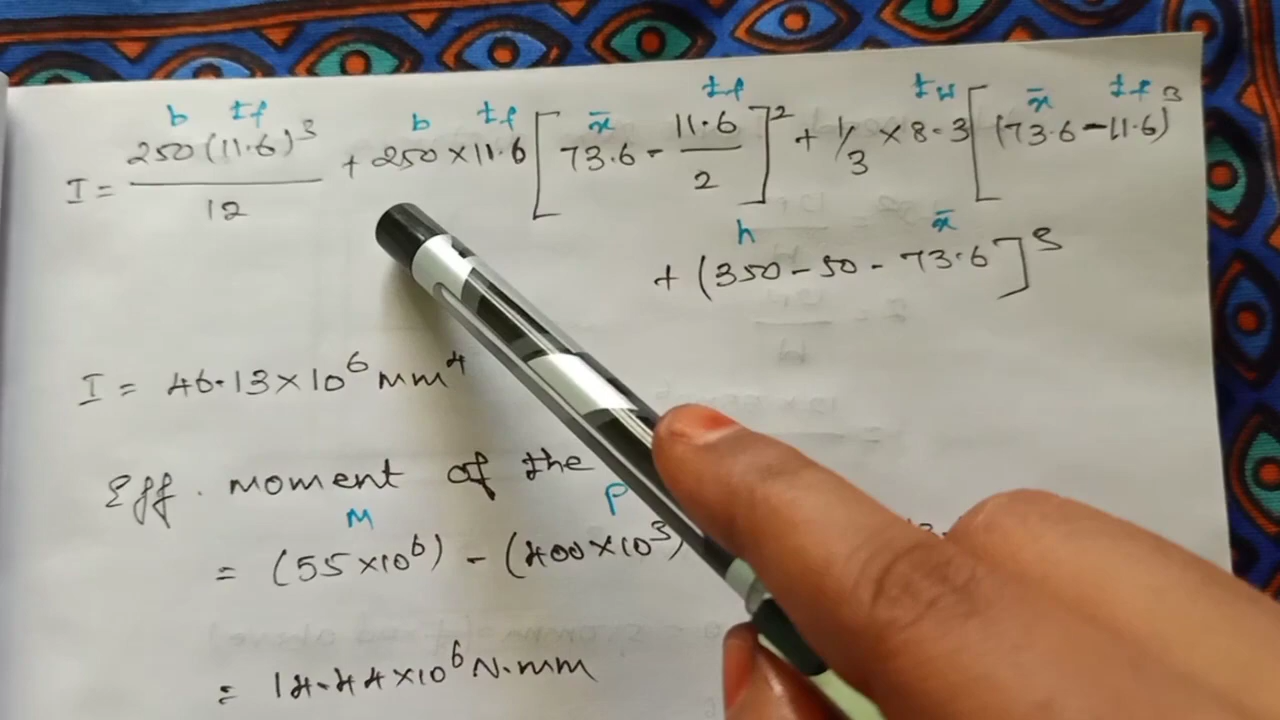 b tf b tf x̄ tf tw x̄ tf
I = 250(11.6)³/12 + 250×11.6[73.6 - 11.6/2]² + 1/3 × 8.3[(73.6-11.6)³
h x̄
+ (350-50-73.6]³
I = 46.13×10⁶ mm⁴
Eff. moment of the
M P
= (55×10⁶) - (400×10³)
= 14.44×10⁶ N.mm